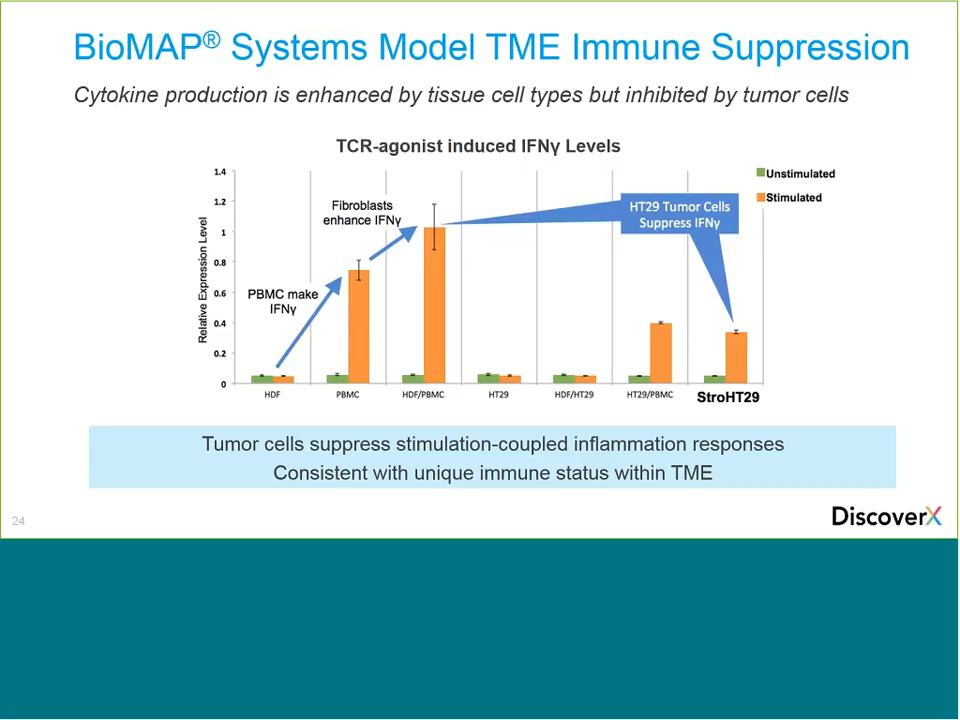 BioMAP® Systems Model TME Immune Suppression
Cytokine production is enhanced by tissue cell types but inhibited by tumor cells
TCR-agonist induced IFNγ Levels
Unstimulated
Stimulated
Relative Expression Level
1.4
1.2
1
0.8
0.6
0.4
0.2
0
PBMC make
IFNγ
Fibroblasts
enhance IFNγ
HT29 Tumor Cells
Suppress IFNγ
HDF
PBMC
HDF/PBMC
HT29
HDF/HT29
HT29/PBMC
StroHT29
Tumor cells suppress stimulation-coupled inflammation responses
Consistent with unique immune status within TME
24
DiscoverX